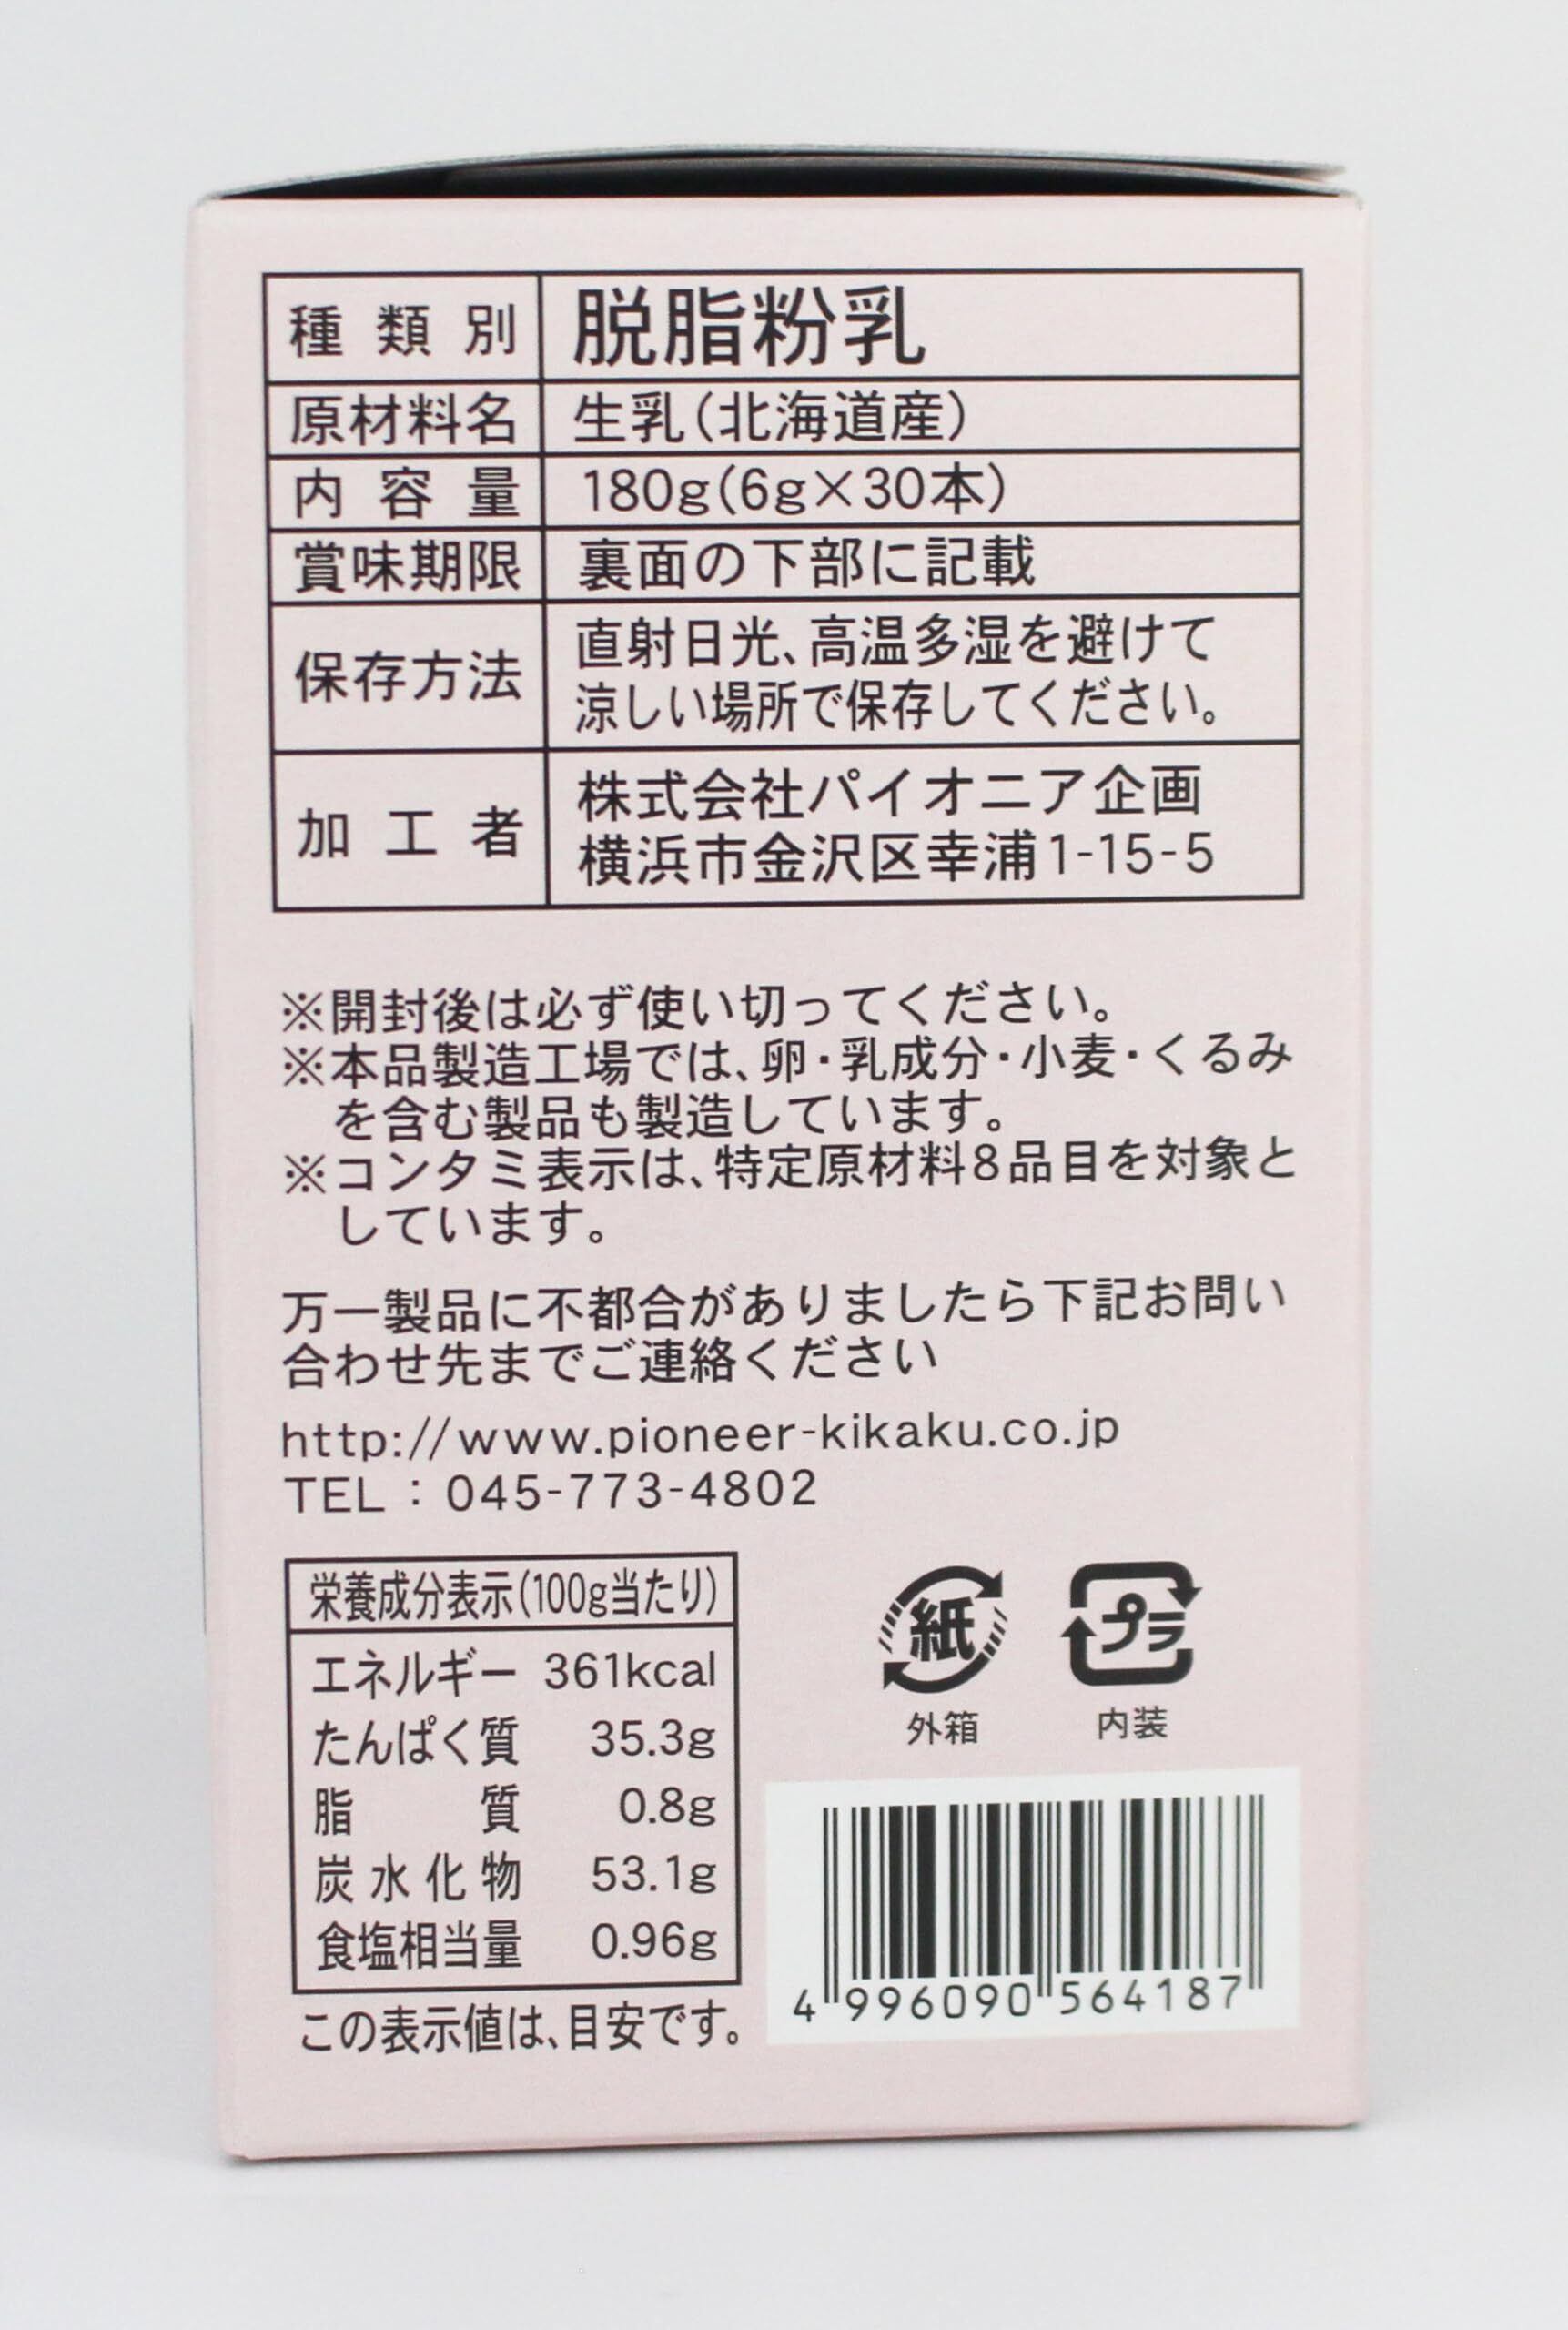 種類別 脱脂粉乳
原材料名 生乳(北海道産)
内容量 180g(6g×30本)
賞味期限 裏面の下部に記載
保存方法 直射日光、高温多湿を避けて
涼しい場所で保存してください。
加工者 株式会社パイオニア企画
横浜市金沢区幸浦1-15-5
※開封後は必ず使い切ってください。
※本品製造工場では、卵・乳成分・小麦・くるみ
を含む製品も製造しています。
※コンタミ表示は、特定原材料8品目を対象と
しています。
万一製品に不都合がありましたら下記お問い
合わせ先までご連絡ください
http://www.pioneer-kikaku.co.jp
TEL：045-773-4802
栄養成分表示(100g当たり)
エネルギー 361kcal
たんぱく質 35.3g
脂質 0.8g
炭水化物 53.1g
食塩相当量 0.96g
この表示値は、目安です。
紙
外箱
プラ
内装
4 996090 564187